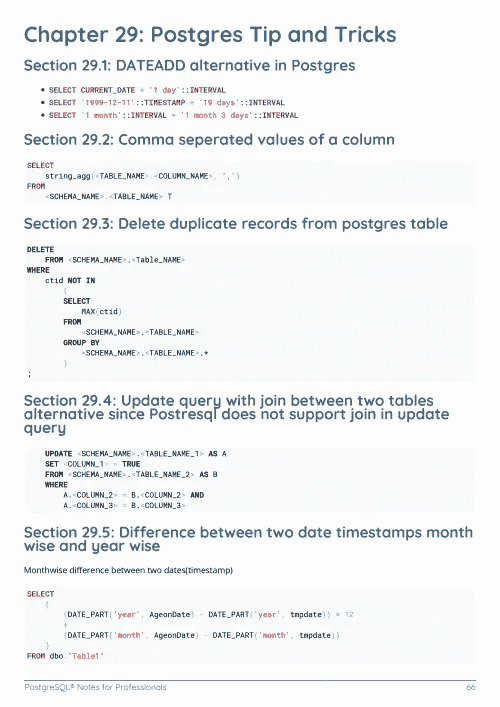 Chapter 29: Postgres Tip and Tricks
Section 29.1: DATEADD alternative in Postgres
• SELECT CURRENT_DATE + '1 day'::INTERVAL
• SELECT '1999-12-11'::TIMESTAMP + '19 days'::INTERVAL
• SELECT '1 month'::INTERVAL + '1 month 3 days'::INTERVAL
Section 29.2: Comma seperated values of a column
SELECT
string_agg(<TABLE_NAME>.<COLUMN_NAME>, ',')
FROM
<SCHEMA_NAME>.<TABLE_NAME> T
Section 29.3: Delete duplicate records from postgres table
DELETE
FROM <SCHEMA_NAME>.<Table_NAME>
WHERE
ctid NOT IN
(
SELECT
MAX(ctid)
FROM
<SCHEMA_NAME>.<TABLE_NAME>
GROUP BY
<SCHEMA_NAME>.<TABLE_NAME>.*
)
;
Section 29.4: Update query with join between two tables
alternative since Postresql does not support join in update
query
UPDATE <SCHEMA_NAME>.<TABLE_NAME_1> AS A
SET <COLUMN_1> = TRUE
FROM <SCHEMA_NAME>.<TABLE_NAME_2> AS B
WHERE
A.<COLUMN_2> = B.<COLUMN_2> AND
A.<COLUMN_3> = B.<COLUMN_3>
Section 29.5: Difference between two date timestamps month
wise and year wise
Monthwise difference between two dates(timestamp)
SELECT
(
(DATE_PART('year', AgeonDate) - DATE_PART('year', tmpdate)) * 12
+
(DATE_PART('month', AgeonDate) - DATE_PART('month', tmpdate))
)
FROM dbo."Table1"
PostgreSQL® Notes for Professionals
66